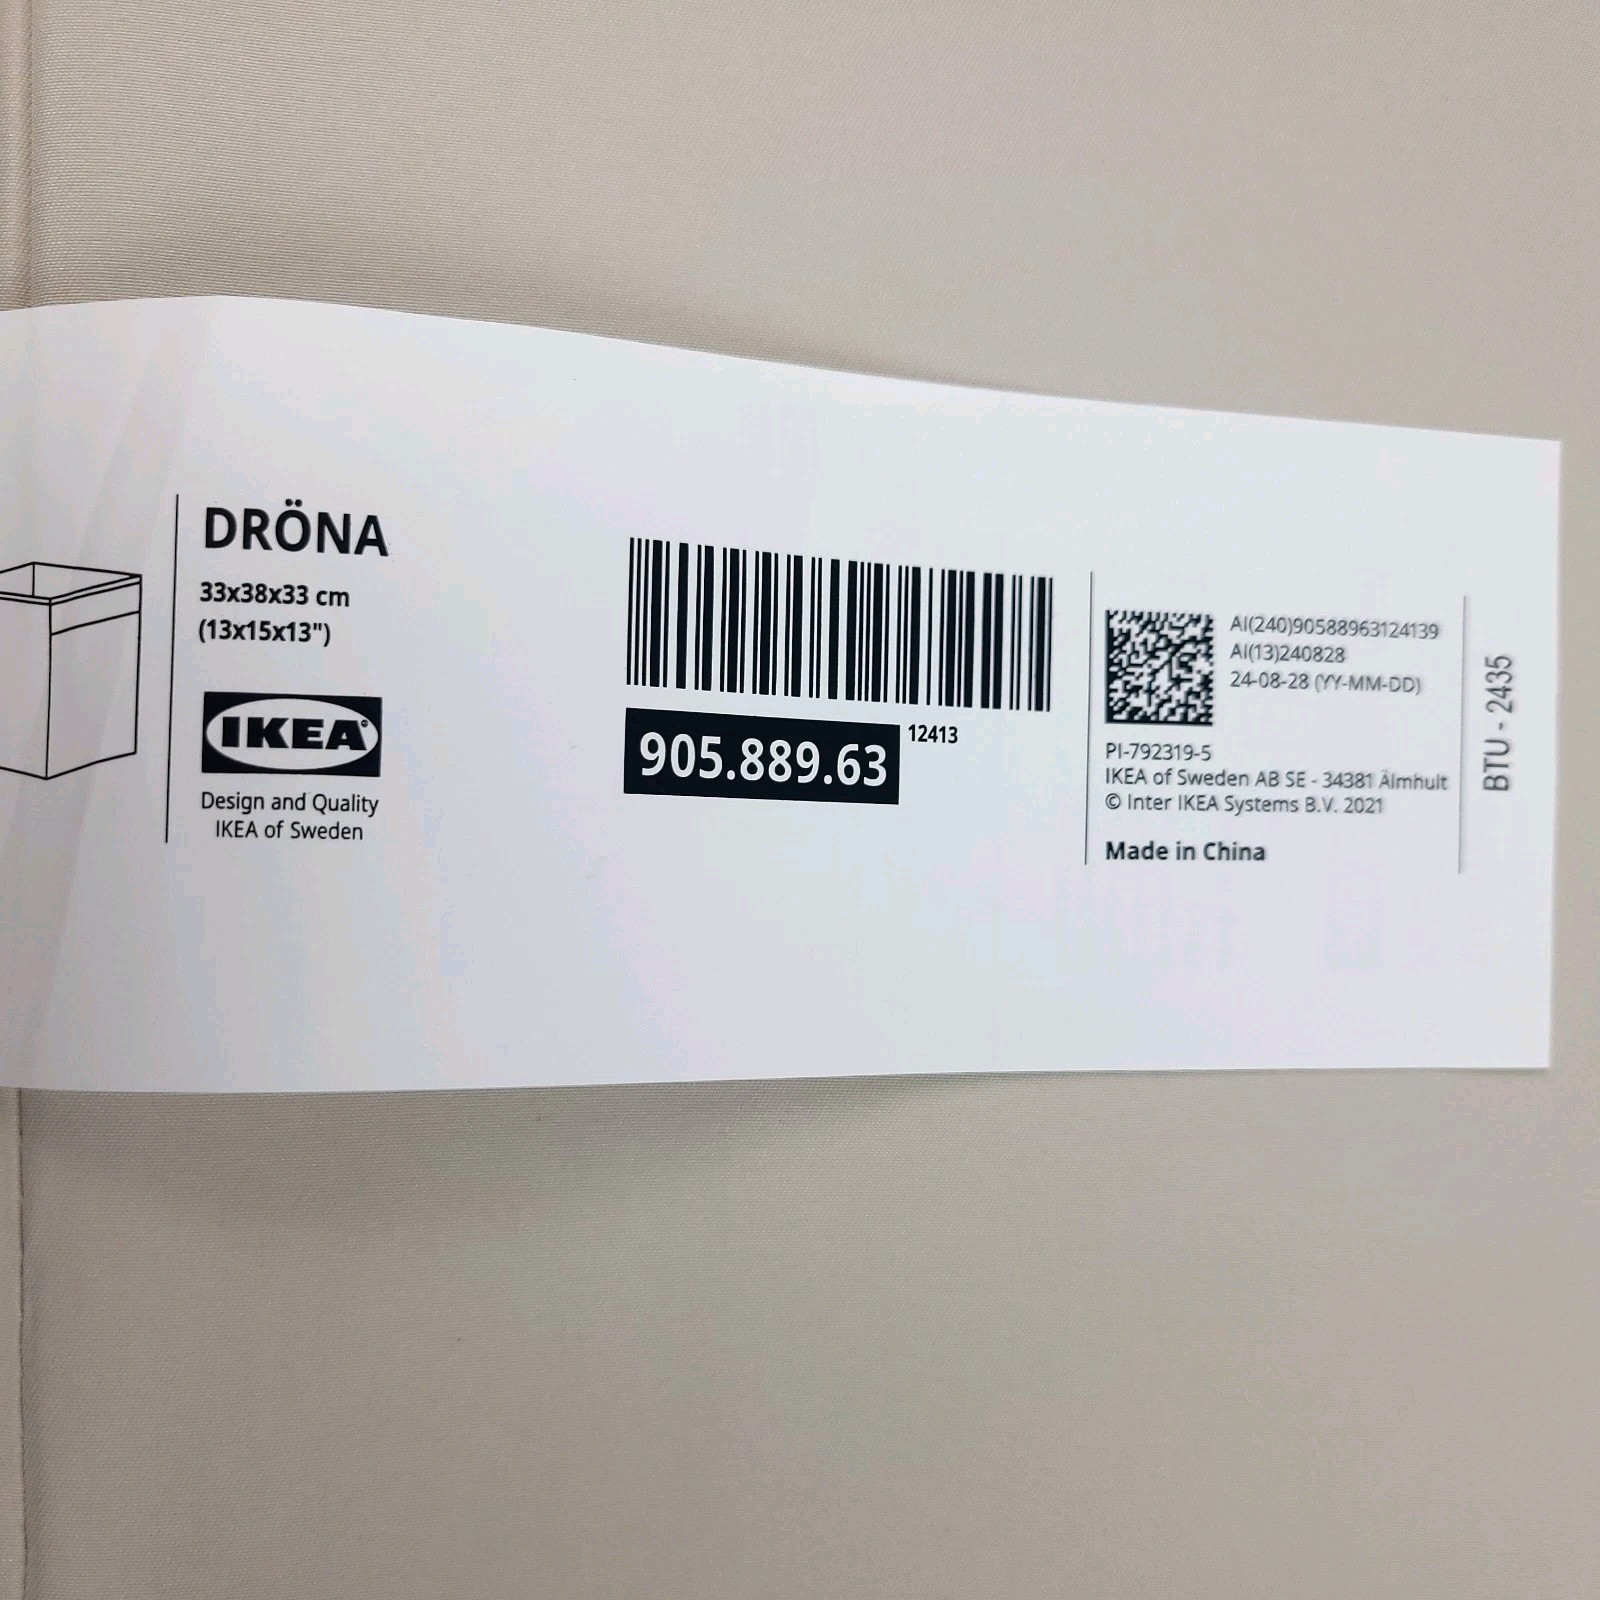 DRÖNA
33x38x33 cm
(13x15x13")
IKEA®
Design and Quality
IKEA of Sweden
905.889.63
12413
AI(240)90588963124139
AI(13)240828
24-08-28 (YY-MM-DD)
PI-792319-5
IKEA of Sweden AB SE - 34381 Älmhult
© Inter IKEA Systems B.V. 2021
Made in China
BTU - 2435